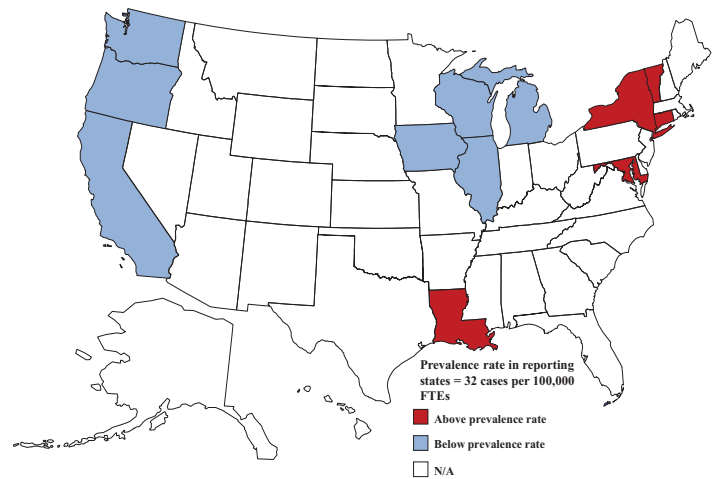 Prevalence rate in reporting
states = 32 cases per 100,000
FTEs
Above prevalence rate
Below prevalence rate
N/A